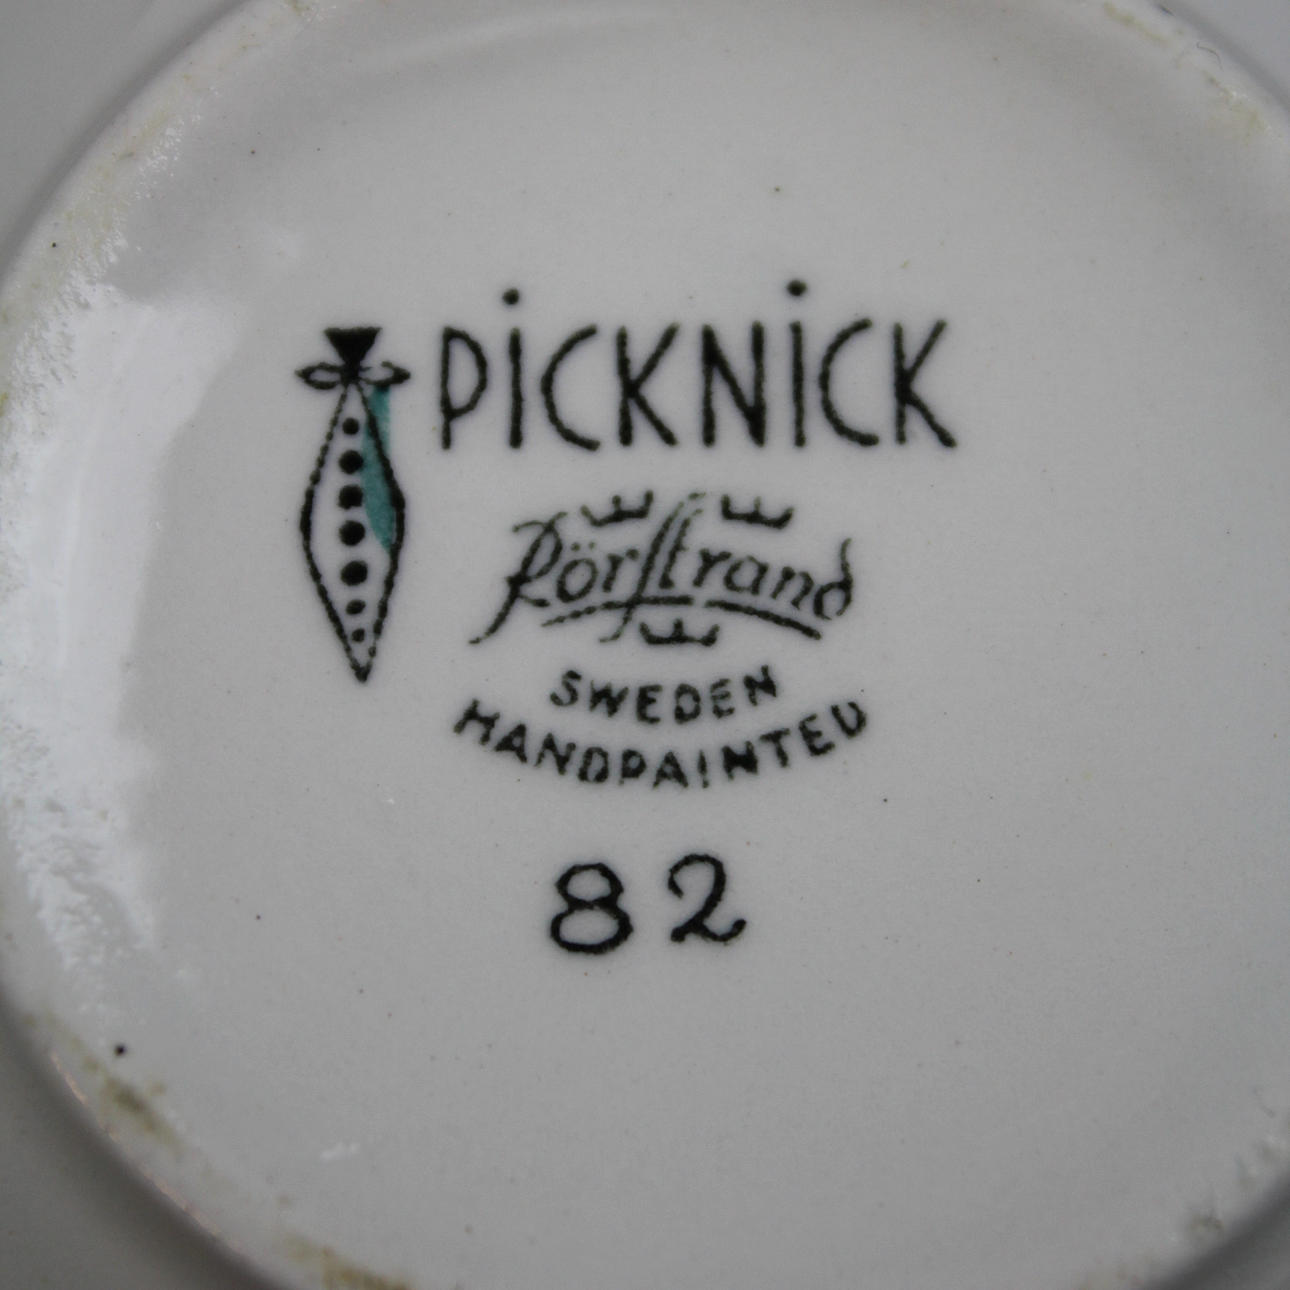 PiCKNiCK
Rörstrand
SWEDEN
HANDPAINTED
82